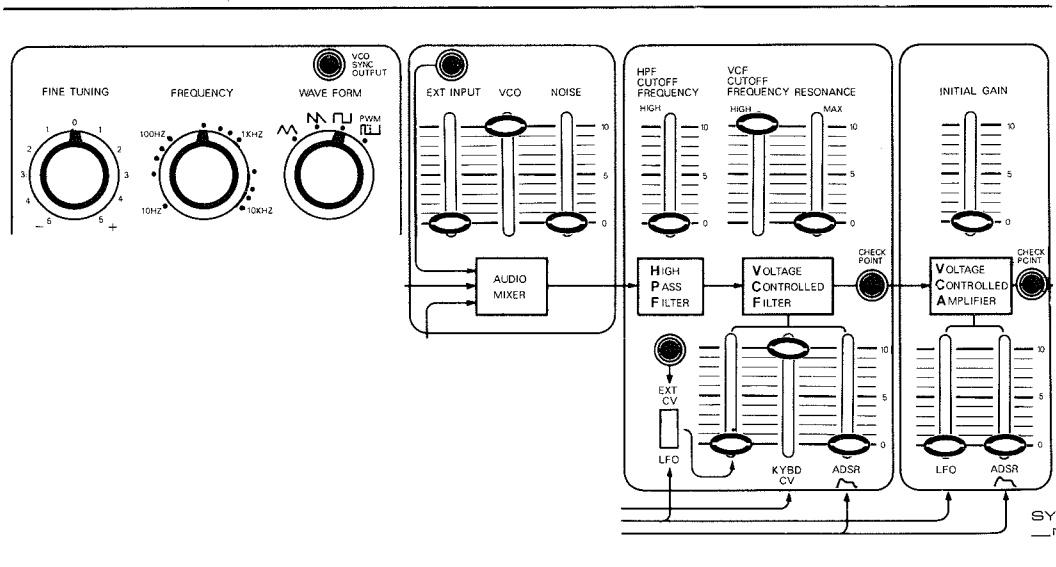 VCO
SYNC
OUTPUT
FINE TUNING
FREQUENCY
WAVE FORM
0
1
1
2
2
3
3
4
4
5
6
−
+
100HZ
1KHZ
10HZ
10KHZ
PWM
EXT INPUT
VCO
NOISE
10
5
0
AUDIO
MIXER
HPF
CUTOFF
FREQUENCY
HIGH
VCF
CUTOFF
FREQUENCY
RESONANCE
HIGH
MAX
10
5
0
HIGH
PASS
FILTER
VOLTAGE
CONTROLLED
FILTER
CHECK
POINT
EXT
CV
LFO
10
5
0
KYBD
CV
ADSR
INITIAL GAIN
10
5
0
VOLTAGE
CONTROLLED
AMPLIFIER
CHECK
POINT
10
5
0
LFO
ADSR
SY